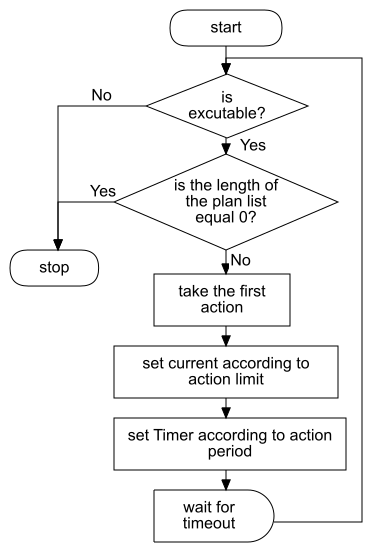 start
No
is
excutable?
Yes
Yes
is the length of
the plan list
equal 0?
stop
No
take the first
action
set current according to
action limit
set Timer according to action
period
wait for
timeout